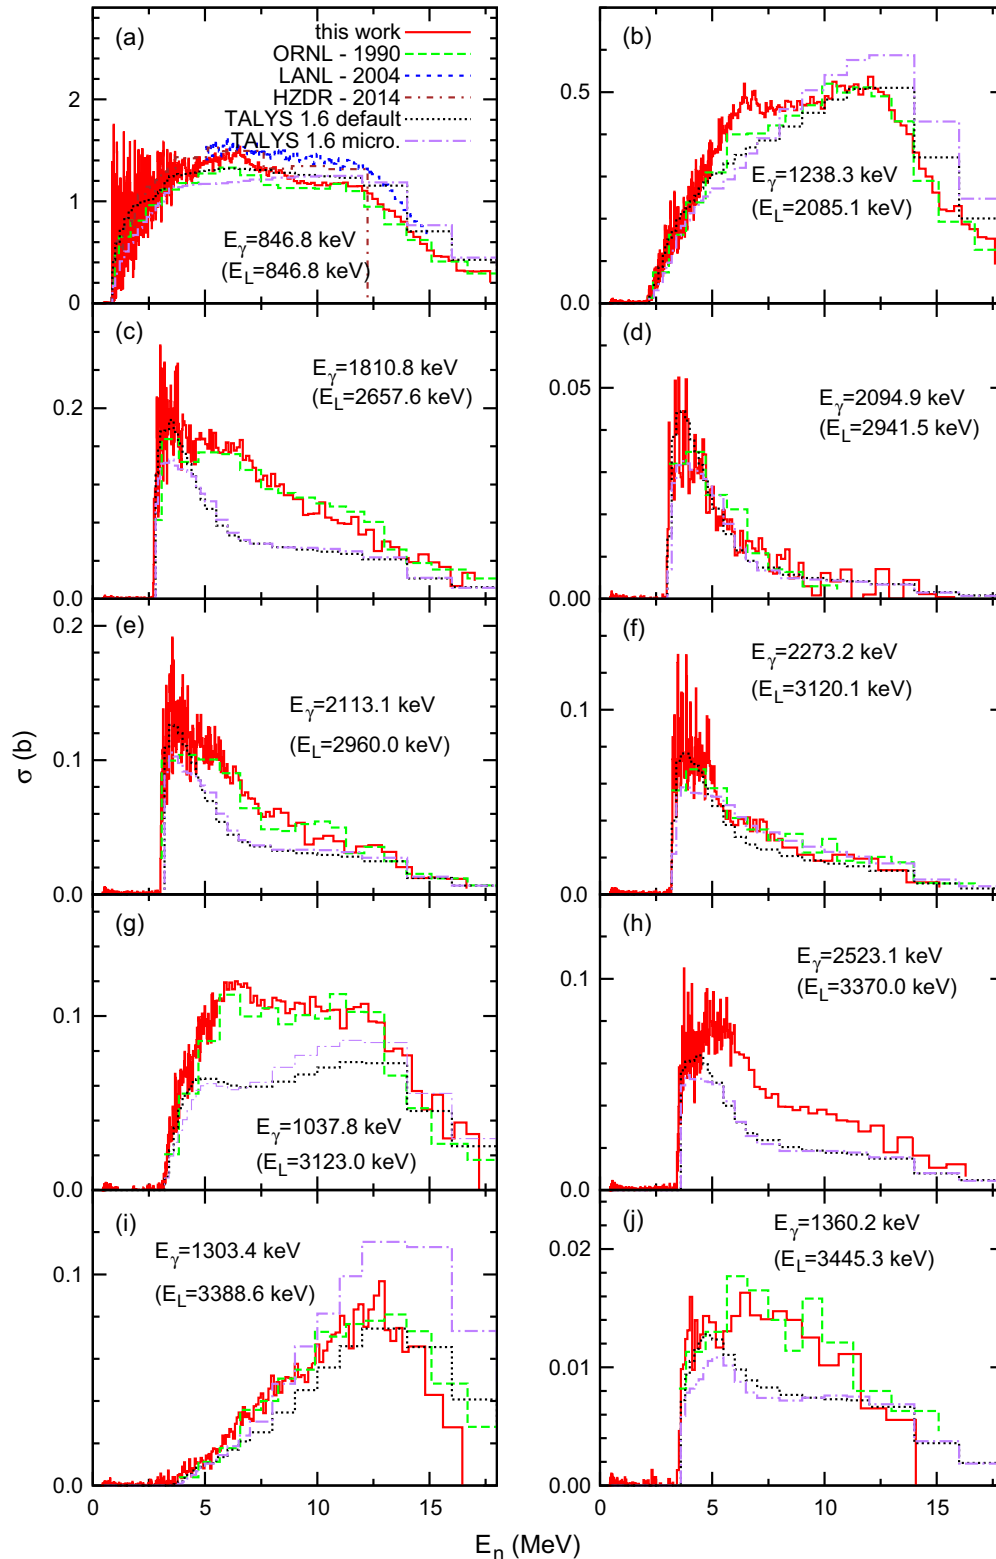 (a)
this work
ORNL - 1990
LANL - 2004
HZDR - 2014
TALYS 1.6 default
TALYS 1.6 micro.
Eγ=846.8 keV
(EL=846.8 keV)
2
1
0
(b)
Eγ=1238.3 keV
(EL=2085.1 keV)
0.5
0.0
(c)
Eγ=1810.8 keV
(EL=2657.6 keV)
0.2
0.0
(d)
Eγ=2094.9 keV
(EL=2941.5 keV)
0.05
0.00
(e)
Eγ=2113.1 keV
(EL=2960.0 keV)
0.2
0.1
0.0
(f)
Eγ=2273.2 keV
(EL=3120.1 keV)
0.1
0.0
σ (b)
(g)
Eγ=1037.8 keV
(EL=3123.0 keV)
0.1
0.0
(h)
Eγ=2523.1 keV
(EL=3370.0 keV)
0.1
0.0
(i)
Eγ=1303.4 keV
(EL=3388.6 keV)
0.1
0.0
0 5 10 15
(j)
Eγ=1360.2 keV
(EL=3445.3 keV)
0.02
0.01
0.00
0 5 10 15
En (MeV)